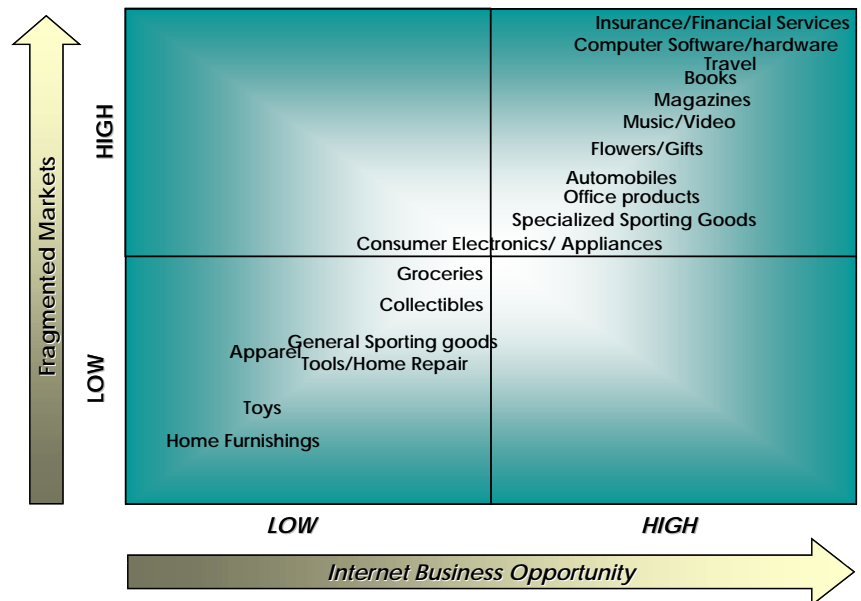 Insurance/Financial Services
Computer Software/hardware
Travel
Books
Magazines
Music/Video
Flowers/Gifts
Automobiles
Office products
Specialized Sporting Goods
Consumer Electronics/ Appliances
Groceries
Collectibles
General Sporting goods
Apparel
Tools/Home Repair
Toys
Home Furnishings
Fragmented Markets
HIGH
LOW
LOW
HIGH
Internet Business Opportunity